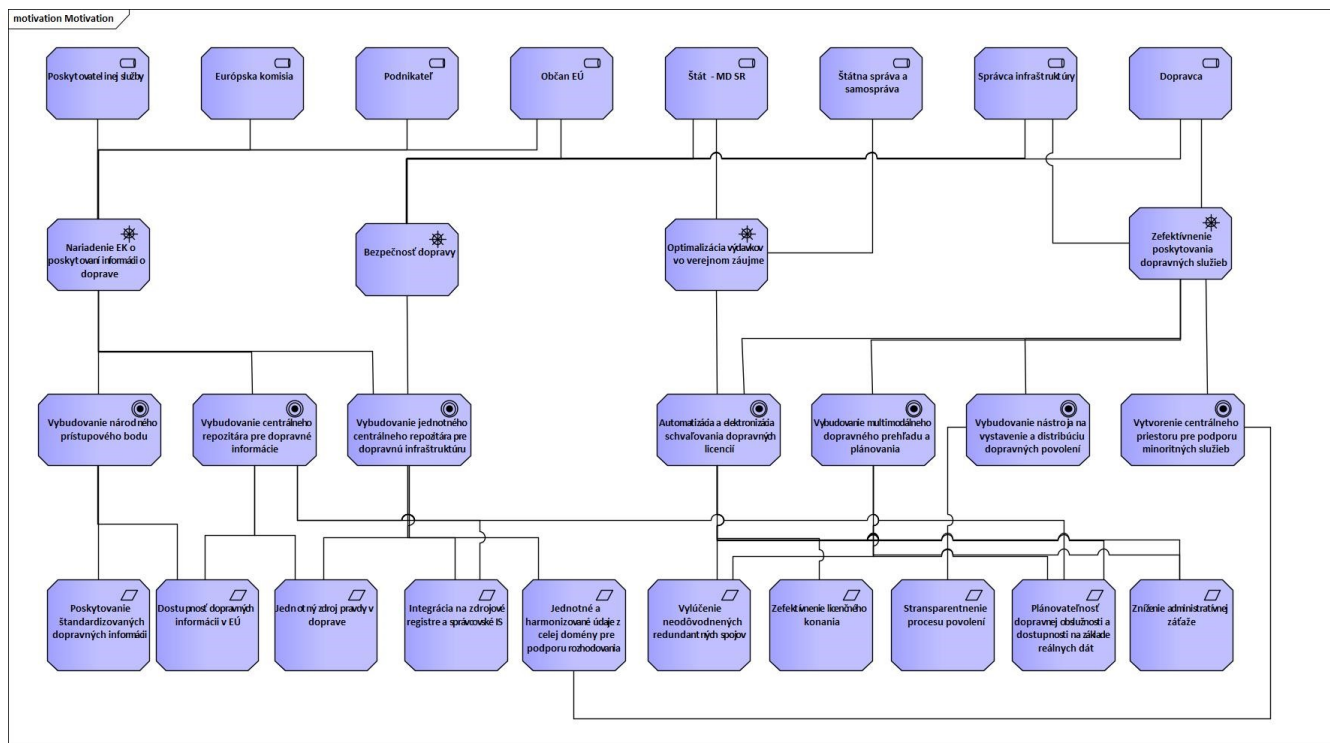 motivation Motivation
Poskytovateľ inej služby
Európska komisia
Podnikateľ
Občan EÚ
Štát - MD SR
Štátna správa a
samospráva
Správca infraštruktúry
Dopravca
Nariadenie EK o
poskytovaní informácii o
doprave
Bezpečnosť dopravy
Optimalizácia výdavkov
vo verejnom záujme
Zefektívnenie
poskytovania
dopravných služieb
Vybudovanie národného
prístupového bodu
Vybudovanie centrálneho
repozitára pre dopravné
informácie
Vybudovanie jednotného
centrálneho repozitára pre
dopravnú infraštruktúru
Automatizácia a elektronizácia
schvaľovania dopravných
licencií
Vybudovanie multimodálneho
dopravného prehľadu a
plánovania
Vybudovanie nástroja na
vystavenie a distribúciu
dopravných povolení
Vytvorenie centrálneho
priestoru pre podporu
minoritných služieb
Poskytovanie
štandardizovaných
dopravných informácií
Dostupnosť dopravných
informácii v EÚ
Jednotný zdroj pravdy v
doprave
Integrácia na zdrojové
registre a správcovské IS
Jednotné a
harmonizované údaje z
celej domény pre
podporu rozhodovania
Vylúčenie
neodôvodnených
redundantných spojov
Zefektívnenie licenčného
konania
Stransparentnenie
procesu povolení
Plánovateľnosť
dopravnej obslužnosti a
dostupnosti na základe
reálnych dát
Zníženie administratívnej
záťaže